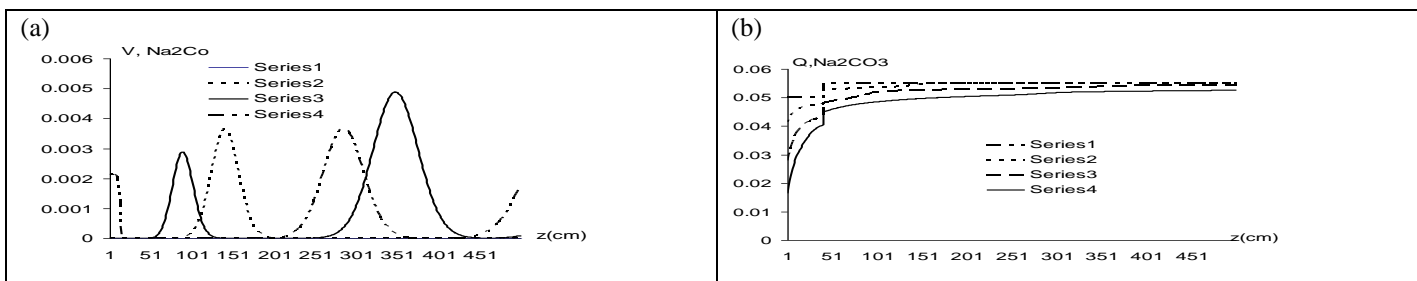 (a)
V, Na2Co
0.006
0.005
0.004
0.003
0.002
0.001
0
Series1
Series2
Series3
Series4
z(cm)
1 51 101 151 201 251 301 351 401 451
(b)
Q,Na2CO3
0.06
0.05
0.04
0.03
0.02
0.01
0
Series1
Series2
Series3
Series4
z(cm)
1 51 101 151 201 251 301 351 401 451